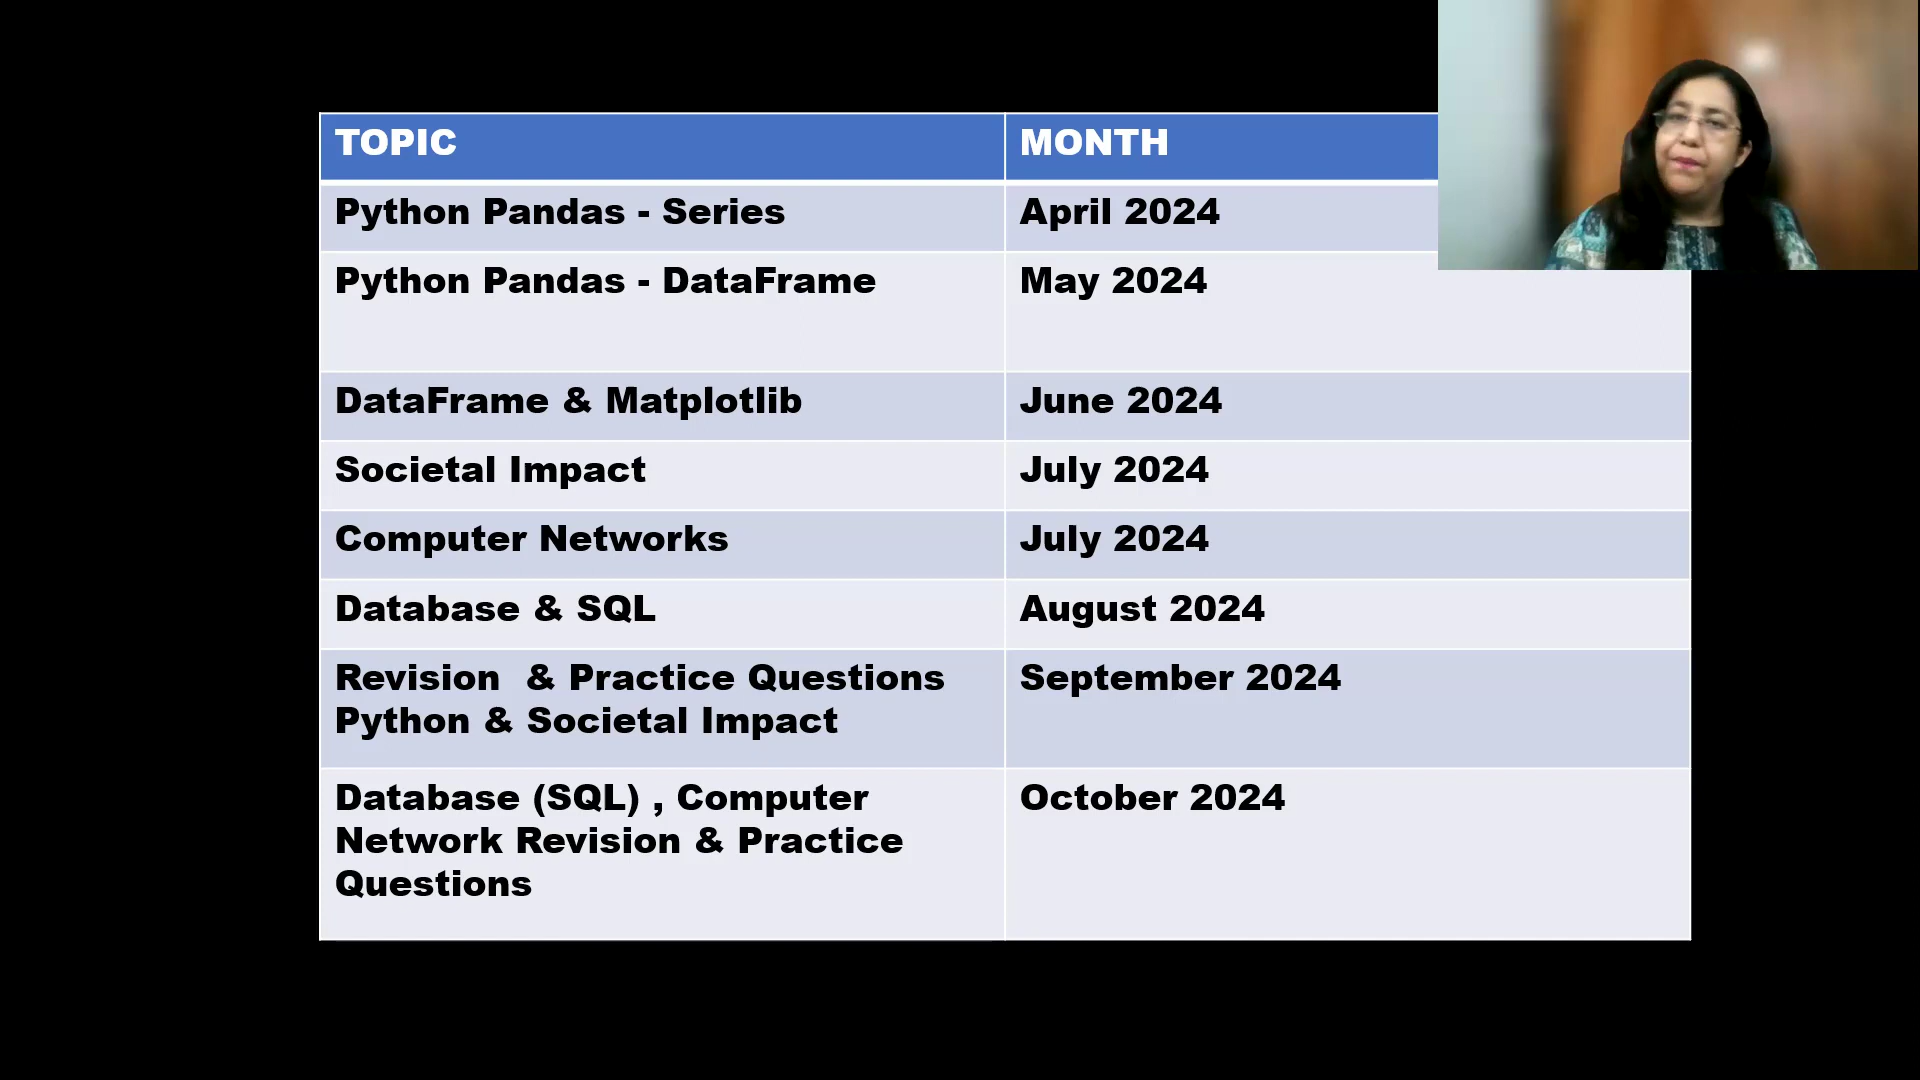 TOPIC MONTH
Python Pandas - Series April 2024
Python Pandas - DataFrame May 2024
DataFrame & Matplotlib June 2024
Societal Impact July 2024
Computer Networks July 2024
Database & SQL August 2024
Revision  & Practice Questions September 2024
Python & Societal Impact
Database (SQL) , Computer October 2024
Network Revision & Practice
Questions